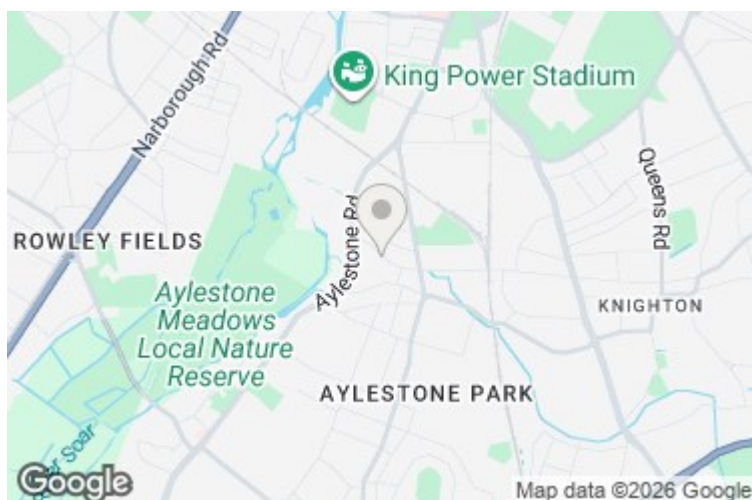 Narborough Rd
King Power Stadium
Queens Rd
Aylestone Rd
ROWLEY FIELDS
Aylestone
Meadows
Local Nature
Reserve
KNIGHTON
AYLESTONE PARK
Soar
Google
Map data ©2026 Google